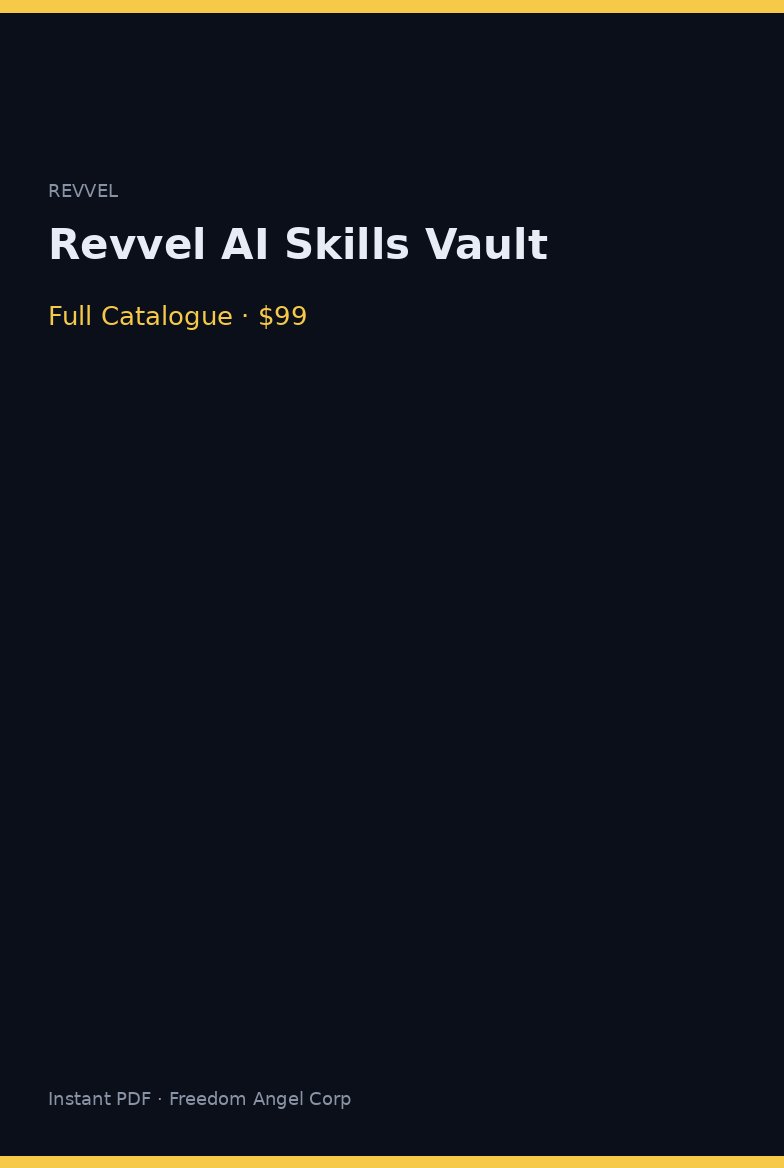 REVVEL
Revvel AI Skills Vault
Full Catalogue · $99
Instant PDF · Freedom Angel Corp